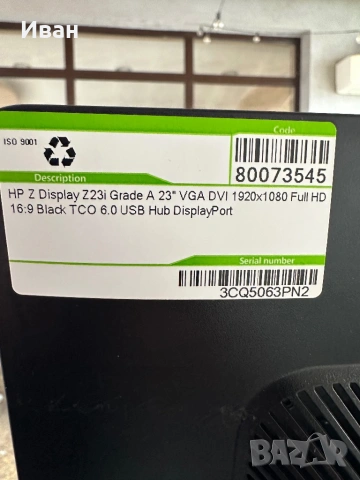 Иван
ISO 9001
Code
80073545
Description
HP Z Display Z23i Grade A 23" VGA DVI 1920x1080 Full HD
16:9 Black TCO 6.0 USB Hub DisplayPort
Serial number
3CQ5063PN2
BAZAR